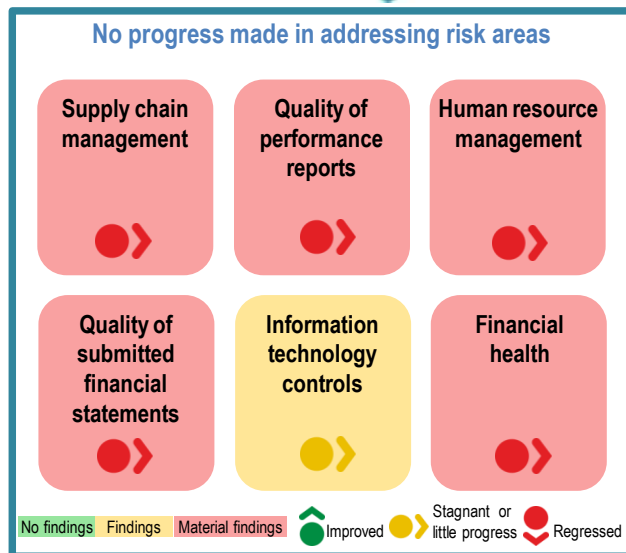 No progress made in addressing risk areas
Supply chain
management
Quality of
performance
reports
Human resource
management
Quality of
submitted
financial
statements
Information
technology
controls
Financial
health
No findings
Findings
Material findings
Improved
Stagnant or
little progress
Regressed